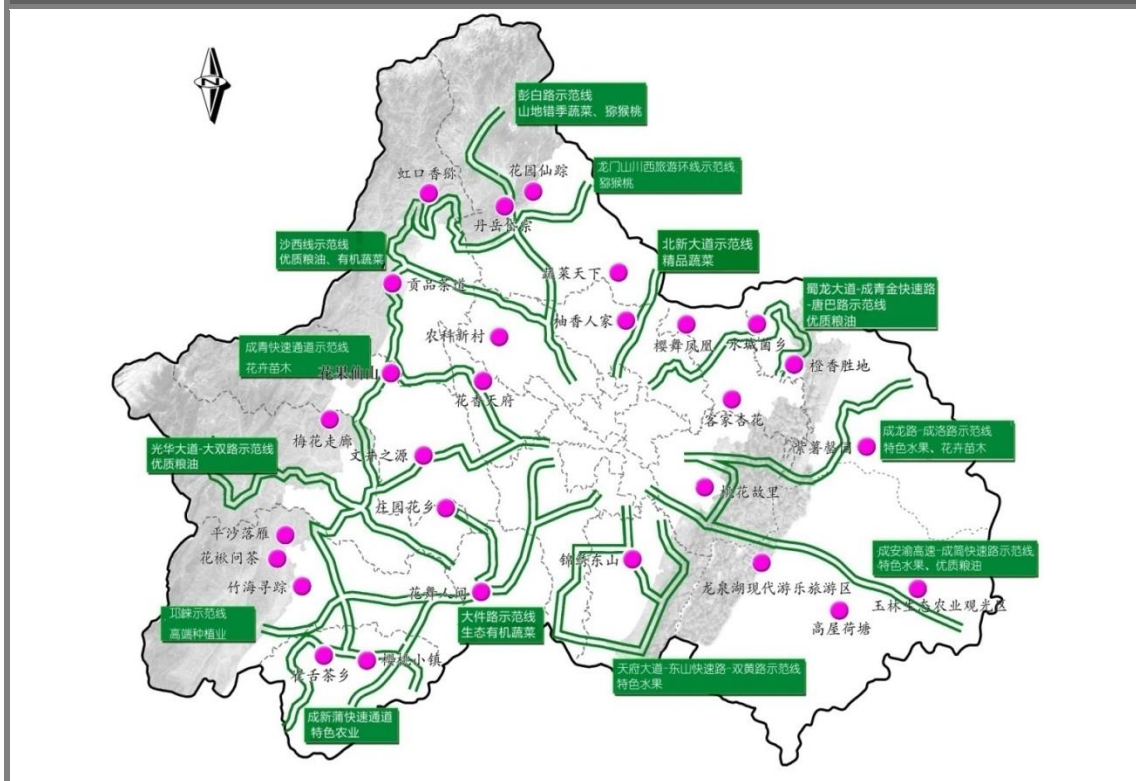 N
彭白路示范线
山地错季蔬菜、猕猴桃
龙门山川西旅游环线示范线
猕猴桃
花园仙踪
虹口香猕
丹岳岱宗
沙西线示范线
优质粮油、有机蔬菜
北新大道示范线
精品蔬菜
蔬菜天下
贡品菜道
蜀龙大道-成青金快速路
-唐巴路示范线
优质粮油
柚香人家
樱舞凤凰
水城菌乡
农科新村
成青快速通道示范线
花卉苗木
花果仙山
花香天府
橙香胜地
客家杏花
梅花走廊
光华大道-大双路示范线
优质粮油
文井之源
成龙路-成洛路示范线
特色水果、花卉苗木
紫薯馨园
桃花故里
庄园花乡
平沙落雁
花楸问茶
竹海寻踪
锦绣东山
成安渝高速-成简快速路示范线
特色水果、优质粮油
龙泉湖现代游乐旅游区
玉林生态农业观光区
高屋荷塘
花舞人间
邛崃示范线
高端种植业
大件路示范线
生态有机蔬菜
雀舌茶乡
樱桃小镇
天府大道-东山快速路-双黄路示范线
特色水果
成新蒲快速通道
特色农业